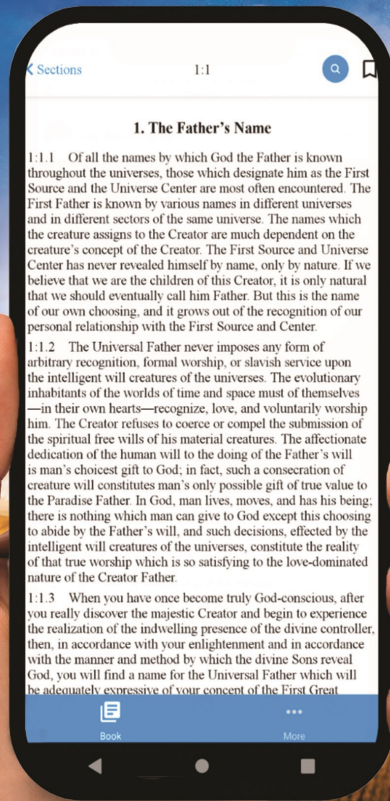 Sections
1:1
1. The Father's Name
1:1.1 Of all the names by which God the Father is known
throughout the universes, those which designate him as the First
Source and the Universe Center are most often encountered. The
First Father is known by various names in different universes
and in different sectors of the same universe. The names which
the creature assigns to the Creator are much dependent on the
creature's concept of the Creator. The First Source and Universe
Center has never revealed himself by name, only by nature. If we
believe that we are the children of this Creator, it is only natural
that we should eventually call him Father. But this is the name
of our own choosing, and it grows out of the recognition of our
personal relationship with the First Source and Center.
1:1.2 The Universal Father never imposes any form of
arbitrary recognition, formal worship, or slavish service upon
the intelligent will creatures of the universes. The evolutionary
inhabitants of the worlds of time and space must of themselves
—in their own hearts—recognize, love, and voluntarily worship
him. The Creator refuses to coerce or compel the submission of
the spiritual free wills of his material creatures. The affectionate
dedication of the human will to the doing of the Father's will
is man's choicest gift to God; in fact, such a consecration of
creature will constitutes man's only possible gift of true value to
the Paradise Father. In God, man lives, moves, and has his being;
there is nothing which man can give to God except this choosing
to abide by the Father's will, and such decisions, effected by the
intelligent will creatures of the universes, constitute the reality
of that true worship which is so satisfying to the love-dominated
nature of the Creator Father.
1:1.3 When you have once become truly God-conscious, after
you really discover the majestic Creator and begin to experience
the realization of the indwelling presence of the divine controller,
then, in accordance with your enlightenment and in accordance
with the manner and method by which the divine Sons reveal
God, you will find a name for the Universal Father which will
be adequately expressive of your concept of the First Great
Book
More